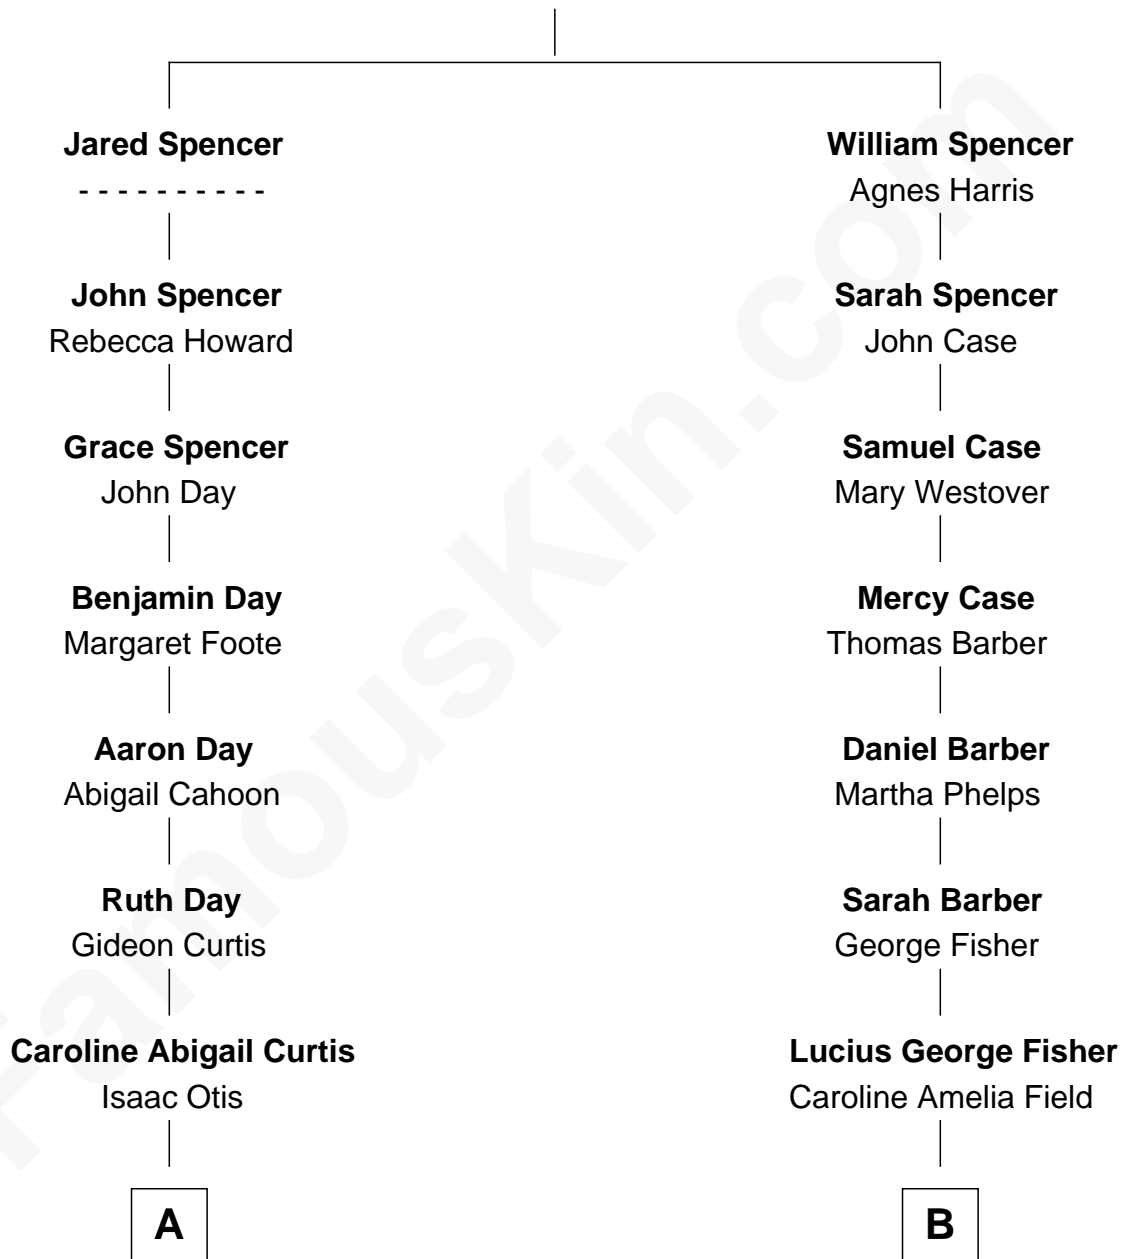 Jared Spencer
- - - - - - - - - -
John Spencer
Rebecca Howard
Grace Spencer
John Day
Benjamin Day
Margaret Foote
Aaron Day
Abigail Cahoon
Ruth Day
Gideon Curtis
Caroline Abigail Curtis
Isaac Otis
A
William Spencer
Agnes Harris
Sarah Spencer
John Case
Samuel Case
Mary Westover
Mercy Case
Thomas Barber
Daniel Barber
Martha Phelps
Sarah Barber
George Fisher
Lucius George Fisher
Caroline Amelia Field
B
FamousKin.com